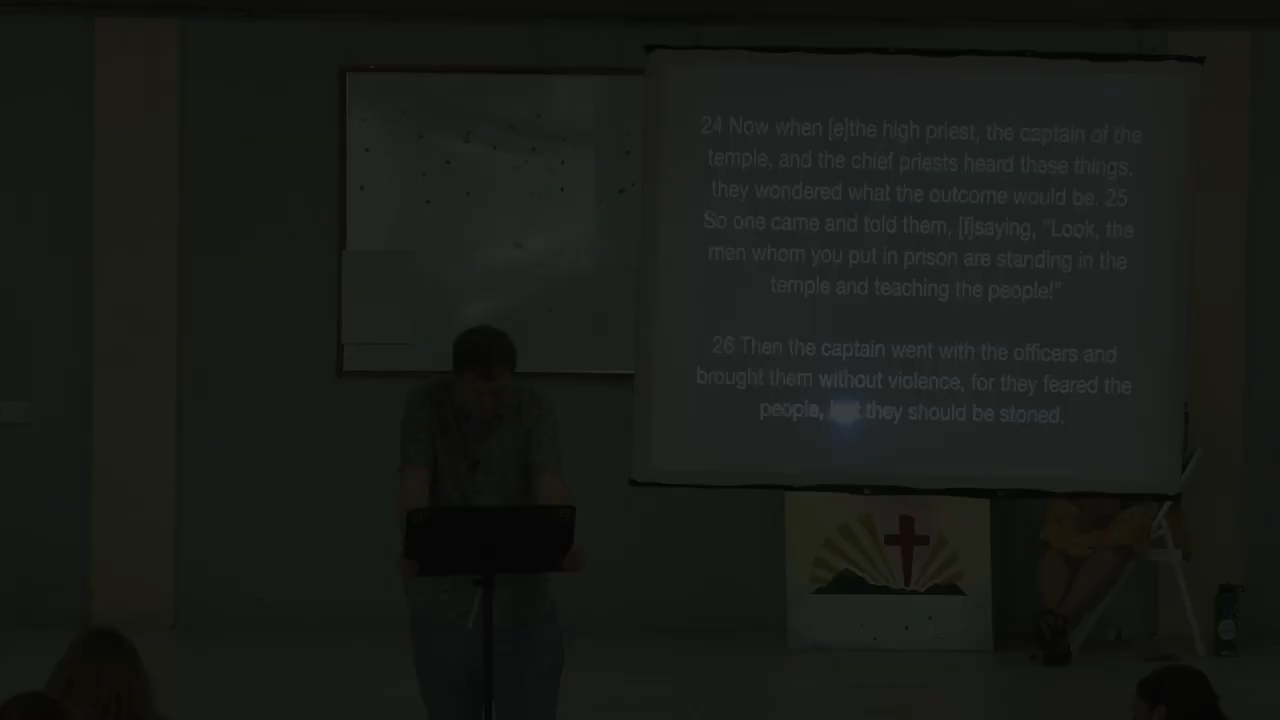 24 Now when [e]the high priest, the captain of the
temple, and the chief priests heard these things,
they wondered what the outcome would be. 25
So one came and told them, [f]saying, "Look, the
men whom you put in prison are standing in the
temple and teaching the people!"
26 Then the captain went with the officers and
brought them without violence, for they feared the
people, they should be stoned.